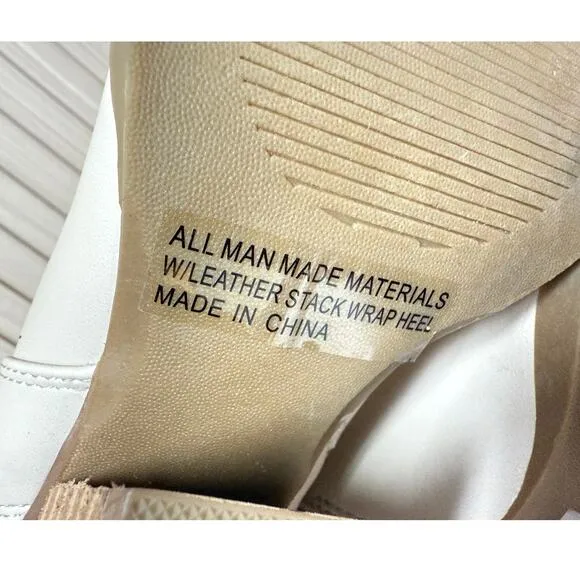 ALL MAN MADE MATERIALS
W/LEATHER STACK WRAP HEEL
MADE IN CHINA